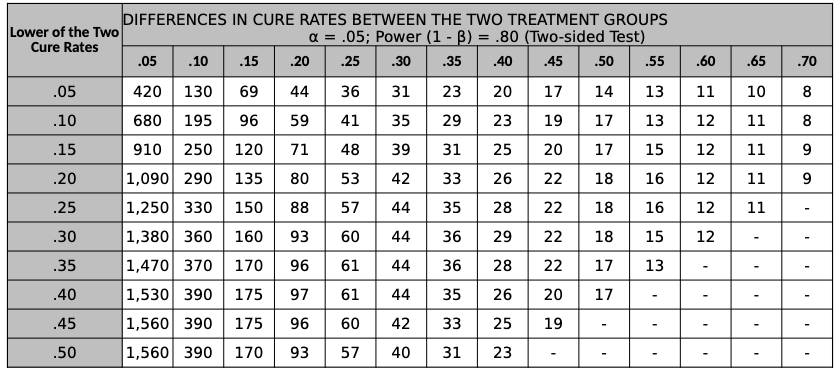 DIFFERENCES IN CURE RATES BETWEEN THE TWO TREATMENT GROUPS
α = .05; Power (1 - β) = .80 (Two-sided Test)
Lower of the Two
Cure Rates
.05 .10 .15 .20 .25 .30 .35 .40 .45 .50 .55 .60 .65 .70
.05 420 130 69 44 36 31 23 20 17 14 13 11 10 8
.10 680 195 96 59 41 35 29 23 19 17 13 12 11 8
.15 910 250 120 71 48 39 31 25 20 17 15 12 11 9
.20 1,090 290 135 80 53 42 33 26 22 18 16 12 11 9
.25 1,250 330 150 88 57 44 35 28 22 18 16 12 11 -
.30 1,380 360 160 93 60 44 36 29 22 18 15 12 - -
.35 1,470 370 170 96 61 44 36 28 22 17 13 - - -
.40 1,530 390 175 97 61 44 35 26 20 17 - - - -
.45 1,560 390 175 96 60 42 33 25 19 - - - - -
.50 1,560 390 170 93 57 40 31 23 - - - - - -